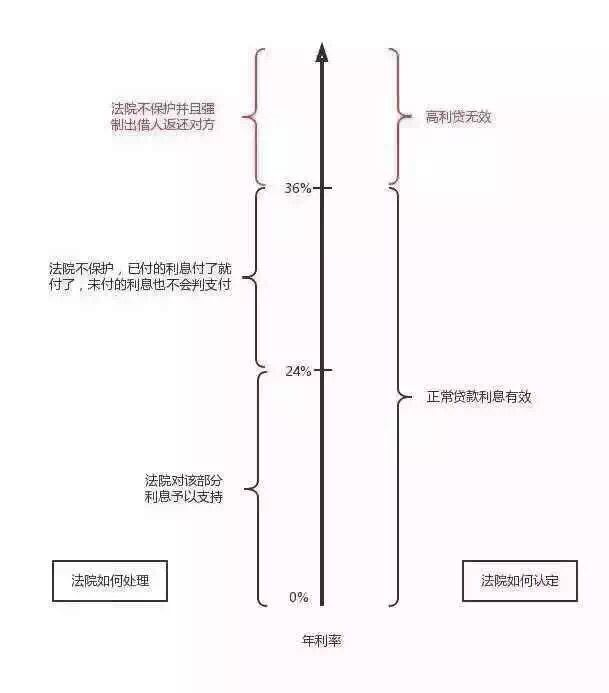 法院不保护并且强
制出借人返还对方
高利贷无效
36%
法院不保护，已付的利息付了就
付了，未付的利息也不会判支付
24%
正常贷款利息有效
法院对该部分
利息予以支持
法院如何处理
法院如何认定
0%
年利率